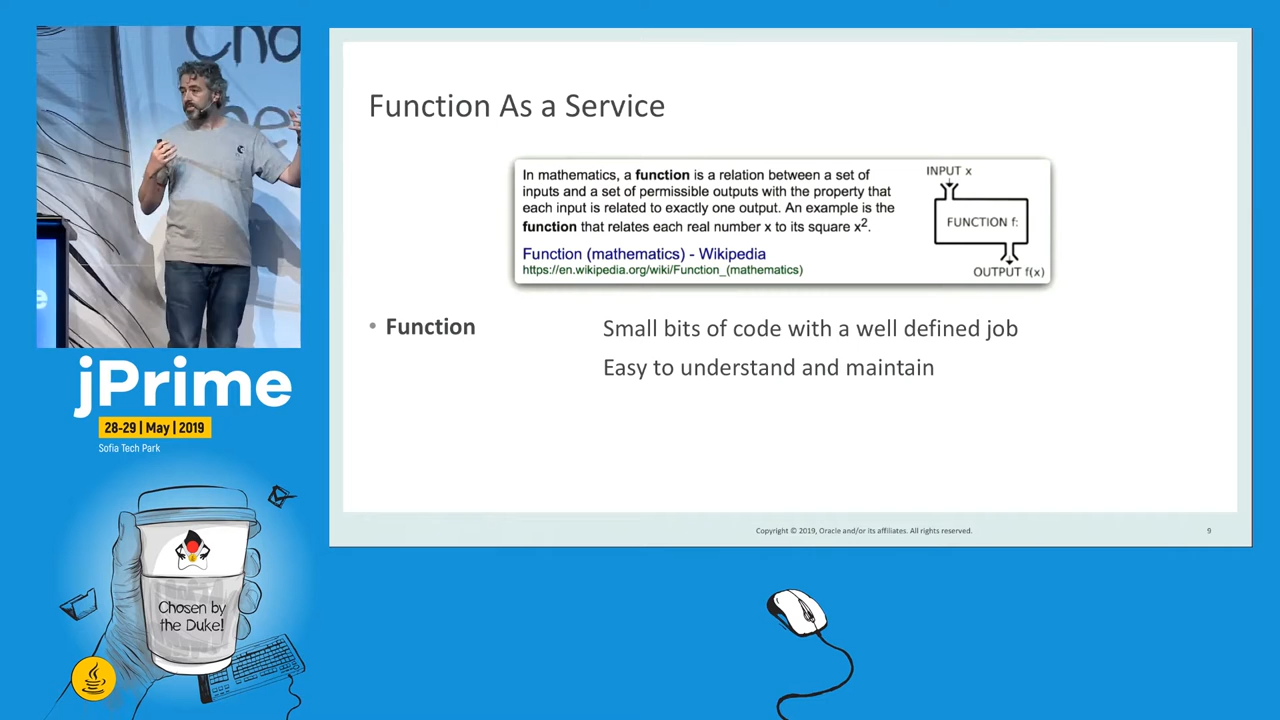 Cho
he
e
jPrime
28-29 | May | 2019
Sofia Tech Park
Chosen by
the Duke!
Function As a Service
In mathematics, a function is a relation between a set of
inputs and a set of permissible outputs with the property that
each input is related to exactly one output. An example is the
function that relates each real number x to its square x².
Function (mathematics) - Wikipedia
https://en.wikipedia.org/wiki/Function_(mathematics)
INPUT x
FUNCTION f:
OUTPUT f(x)
• Function
Small bits of code with a well defined job
Easy to understand and maintain
Copyright © 2019, Oracle and/or its affiliates. All rights reserved.
9